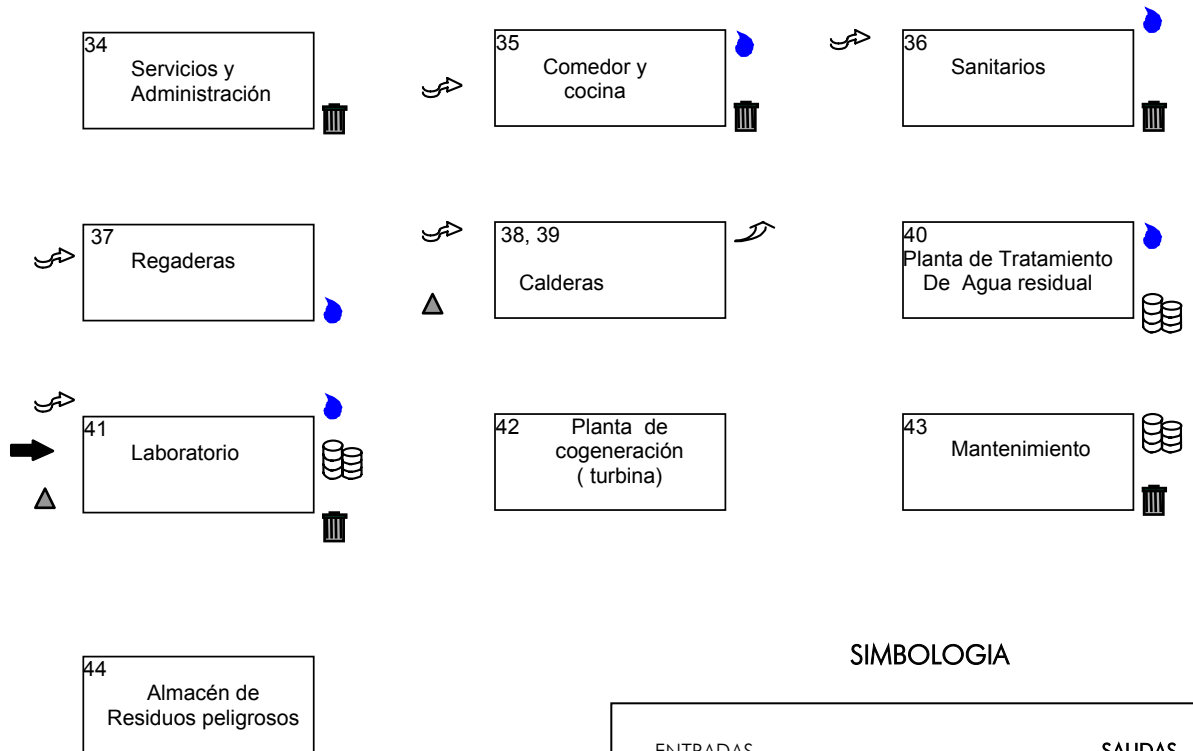 34
Servicios y
Administración
35
Comedor y
cocina
36
Sanitarios
37
Regaderas
38, 39
Calderas
40
Planta de Tratamiento
De Agua residual
41
Laboratorio
42 Planta de
cogeneración
( turbina)
43
Mantenimiento
44
Almacén de
Residuos peligrosos
SIMBOLOGIA
ENTRADAS
SALIDAS